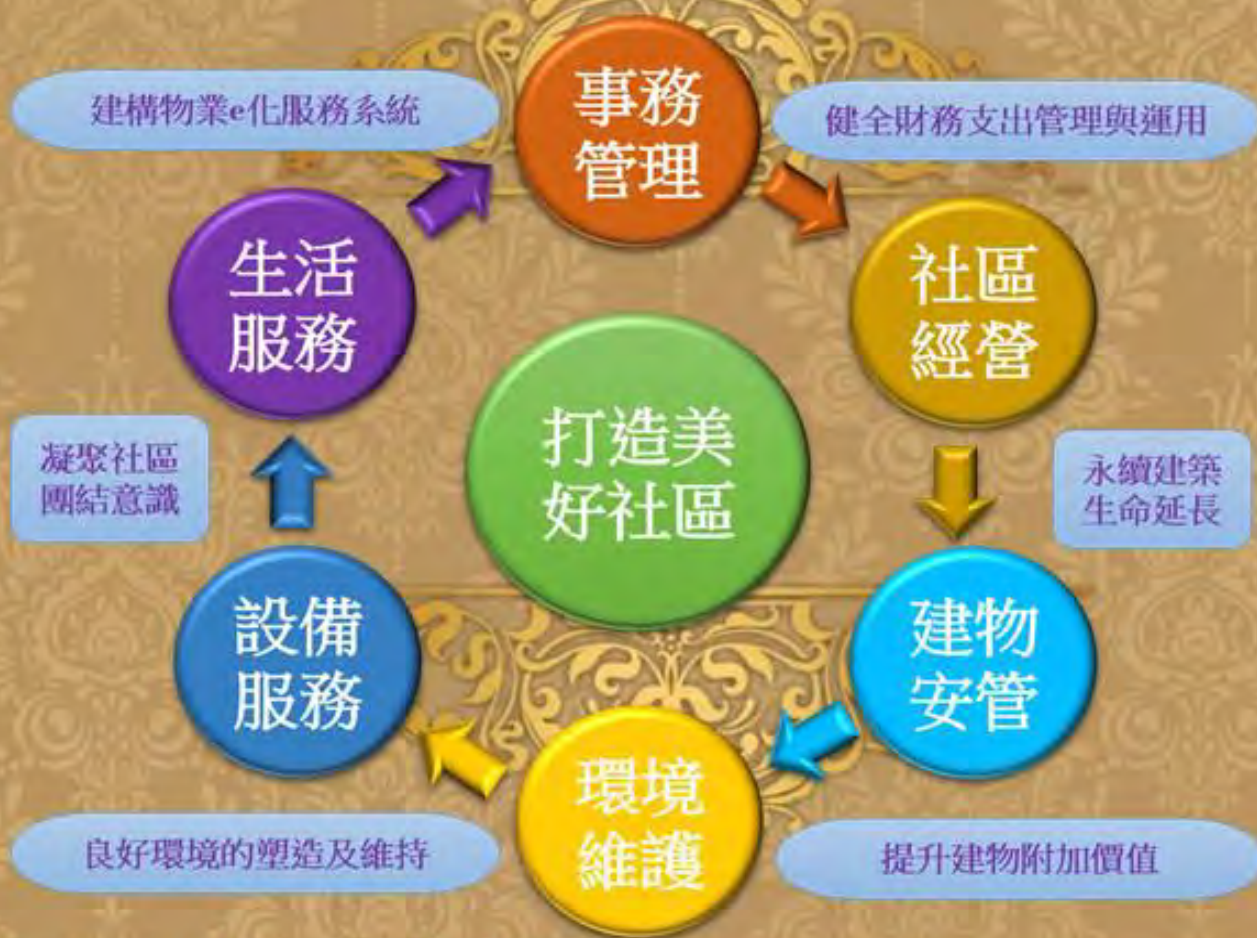 事務
管理
建構物業e化服務系統
健全財務支出管理與運用
生活
服務
社區
經營
打造美
好社區
凝聚社區
團結意識
永續建築
生命延長
設備
服務
建物
安管
環境
維護
良好環境的塑造及維持
提升建物附加價值